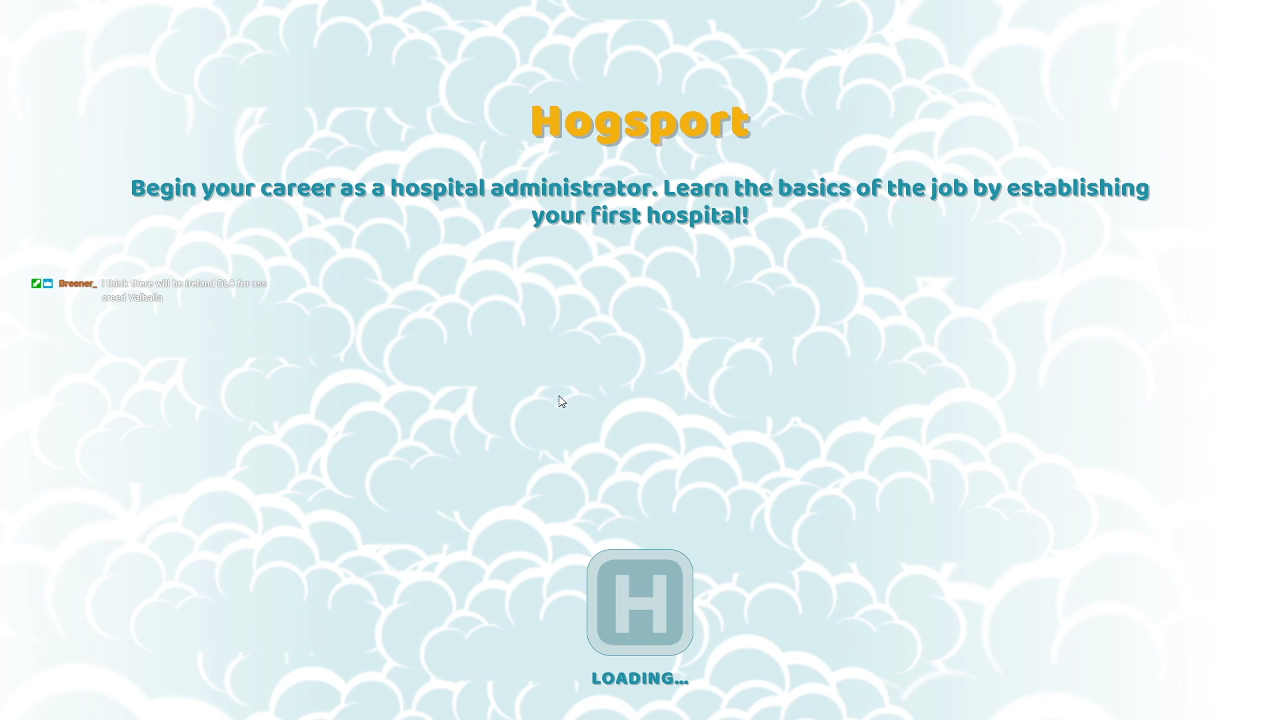 Hogsport
Begin your career as a hospital administrator. Learn the basics of the job by establishing
your first hospital!
Breener_ i think there will be Ireland DLC for ass
creed Valhalla
H
LOADING...